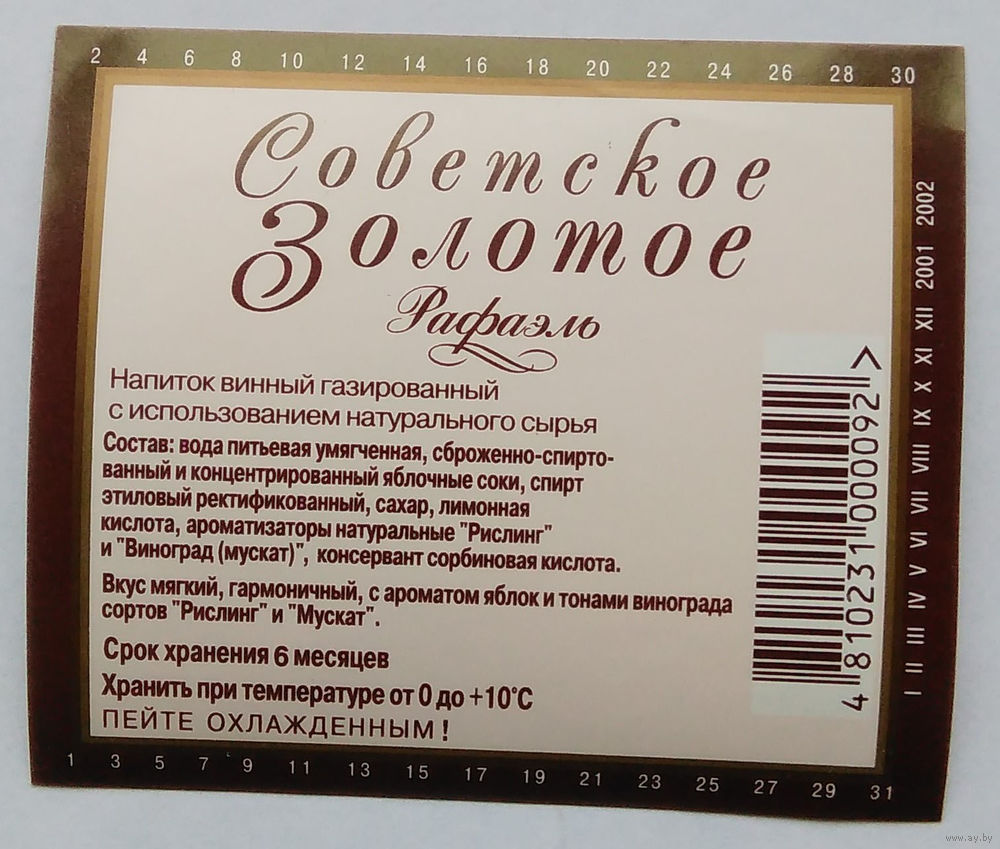 2 4 6 8 10 12 14 16 18 20 22 24 26 28 30
Советское
Золотое
Рафаэль
Напиток винный газированный
с использованием натурального сырья
Состав: вода питьевая умягченная, сброженно-спирто-
ванный и концентрированный яблочные соки, спирт
этиловый ректификованный, сахар, лимонная
кислота, ароматизаторы натуральные "Рислинг"
и "Виноград (мускат)", консервант сорбиновая кислота.
Вкус мягкий, гармоничный, с ароматом яблок и тонами винограда
сортов "Рислинг" и "Мускат".
Срок хранения 6 месяцев
Хранить при температуре от 0 до +10°С
ПЕЙТЕ ОХЛАЖДЕННЫМ!
4 810231 000092 >
I II III IV V VI VII VIII IX X XI XII 2001 2002
1 3 5 7 9 11 13 15 17 19 21 23 25 27 29 31
www.ay.by